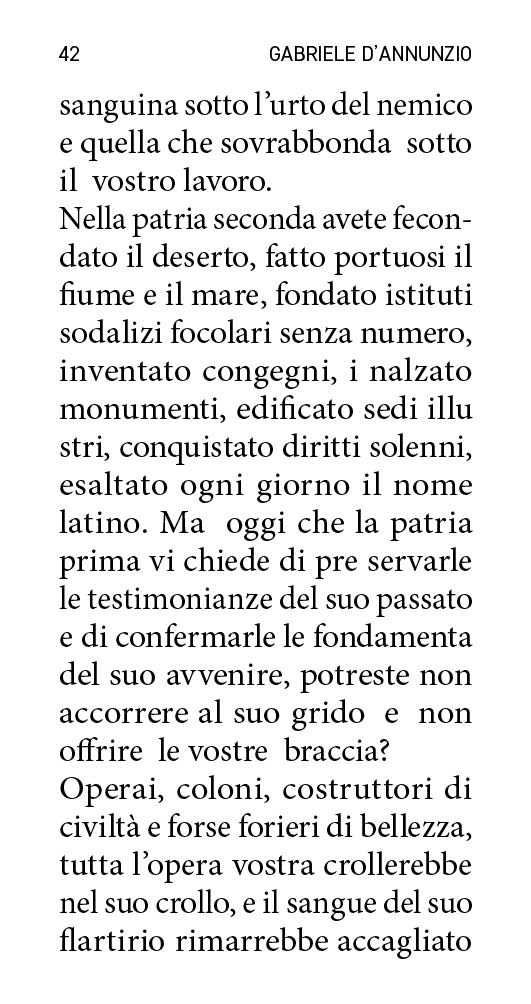 42 GABRIELE D’ANNUNZIO
sanguina sotto l’urto del nemico
e quella che sovrabbonda sotto
il vostro lavoro.
Nella patria seconda avete fecon-
dato il deserto, fatto portuosi il
fiume e il mare, fondato istituti
sodalizi focolari senza numero,
inventato congegni, i nalzato
monumenti, edificato sedi illu
stri, conquistato diritti solenni,
esaltato ogni giorno il nome
latino. Ma oggi che la patria
prima vi chiede di pre servarle
le testimonianze del suo passato
e di confermarle le fondamenta
del suo avvenire, potreste non
accorrere al suo grido e non
offrire le vostre braccia?
Operai, coloni, costruttori di
civiltà e forse forieri di bellezza,
tutta l’opera vostra crollerebbe
nel suo crollo, e il sangue del suo
flartirio rimarrebbe accagliato